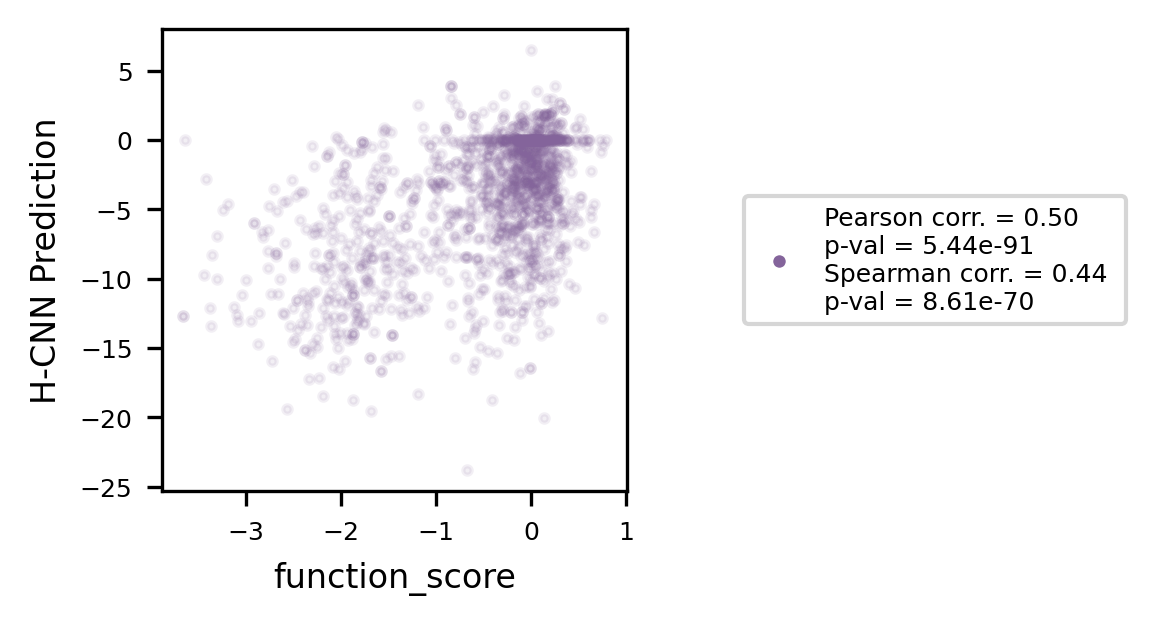 H-CNN Prediction
5
0
−5
−10
−15
−20
−25
−3
−2
−1
0
1
function_score
Pearson corr. = 0.50
p-val = 5.44e-91
Spearman corr. = 0.44
p-val = 8.61e-70